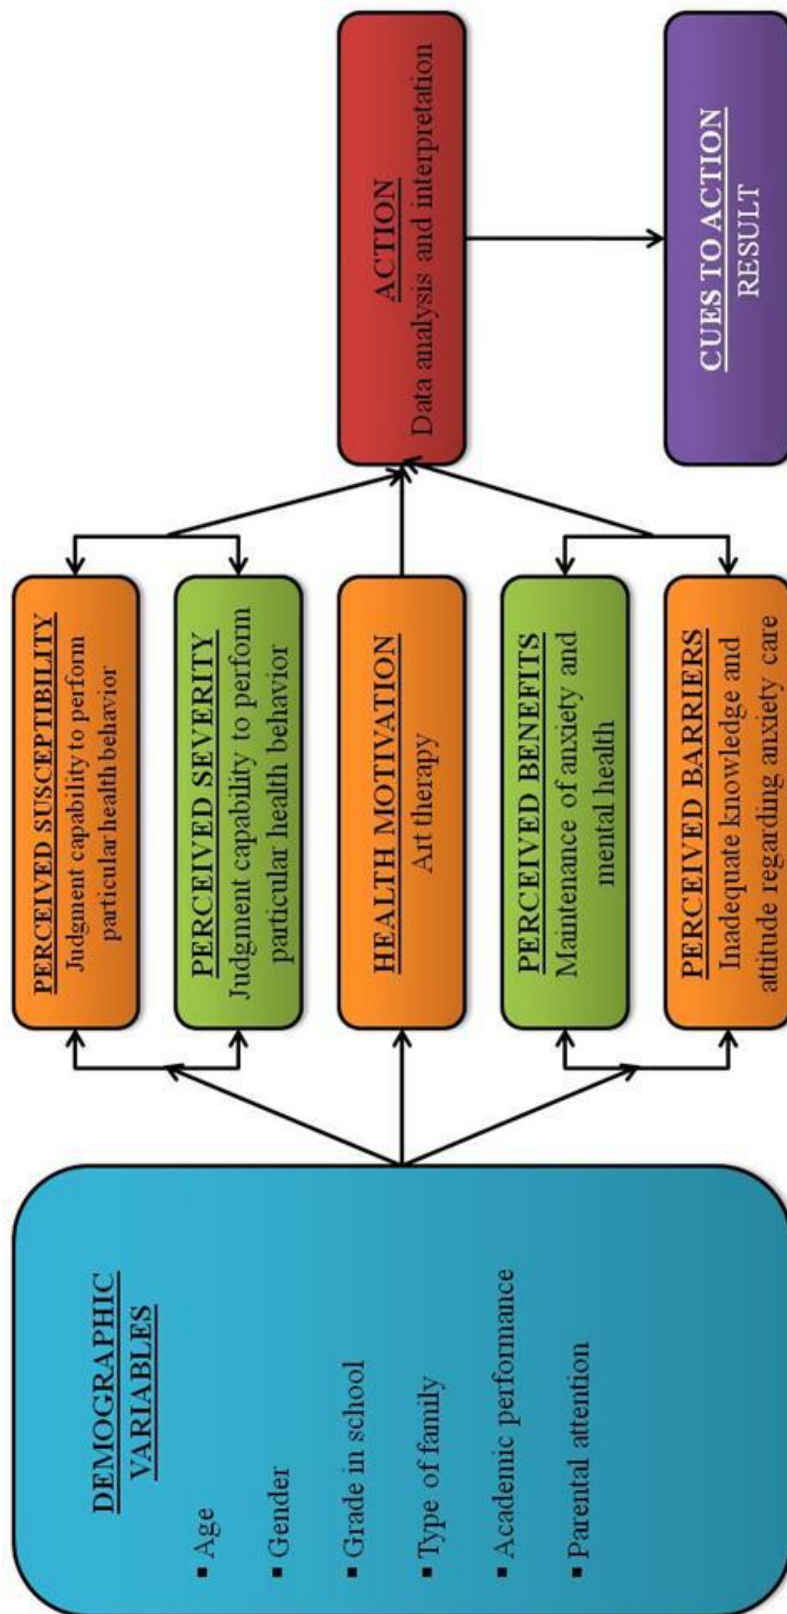 DEMOGRAPHIC
VARIABLES
▪ Age
▪ Gender
▪ Grade in school
▪ Type of family
▪ Academic performance
▪ Parental attention
PERCEIVED SUSCEPTIBILITY
Judgment capability to perform
particular health behavior
PERCEIVED SEVERITY
Judgment capability to perform
particular health behavior
HEALTH MOTIVATION
Art therapy
PERCEIVED BENEFITS
Maintenance of anxiety and
mental health
PERCEIVED BARRIERS
Inadequate knowledge and
attitude regarding anxiety care
ACTION
Data analysis and interpretation
CUES TO ACTION
RESULT